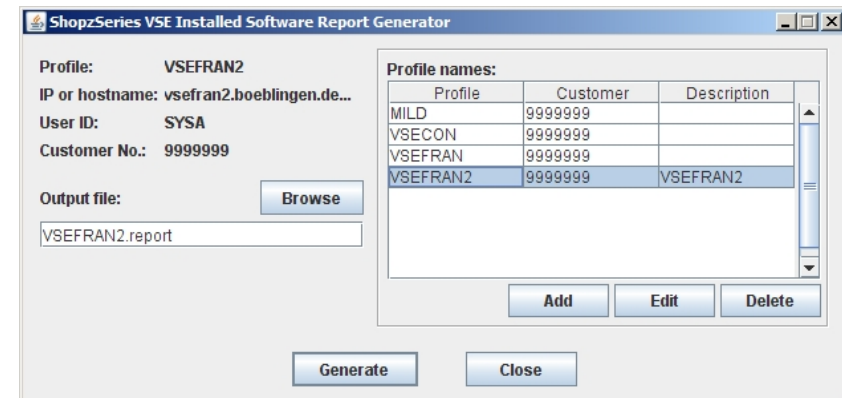 ShopzSeries VSE Installed Software Report Generator
Profile: VSEFRAN2
IP or hostname: vsefran2.boeblingen.de...
User ID: SYSA
Customer No.: 9999999
Output file: Browse
VSEFRAN2.report
Profile names:
Profile Customer Description
MILD 9999999
VSECON 9999999
VSEFRAN 9999999
VSEFRAN2 9999999 VSEFRAN2
Add Edit Delete
Generate Close